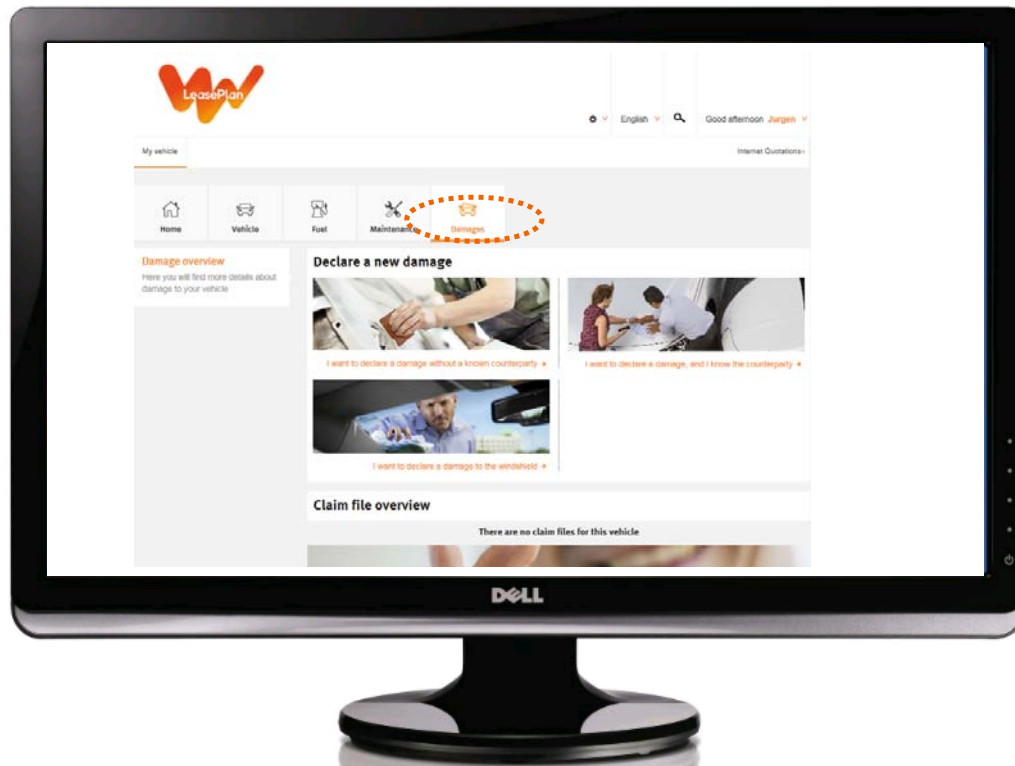 LeasePlan
English
Good afternoon Jurgen
My vehicle
Internet Quotations
Home
Vehicle
Fuel
Maintenance
Damages
Damage overview
Here you will find more details about
damage to your vehicle
Declare a new damage
I want to declare a damage without a known counterparty
I want to declare a damage, and I know the counterparty
I want to declare a damage to the windshield
Claim file overview
There are no claim files for this vehicle
DELL